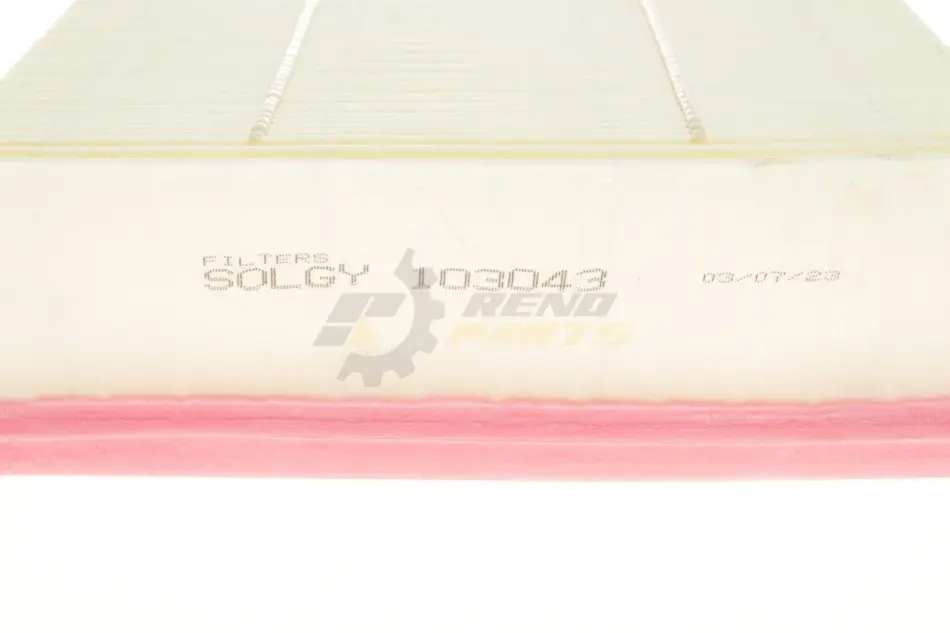 FILTERS
SOLGY 103043 03/07/23
RENO
PARTS